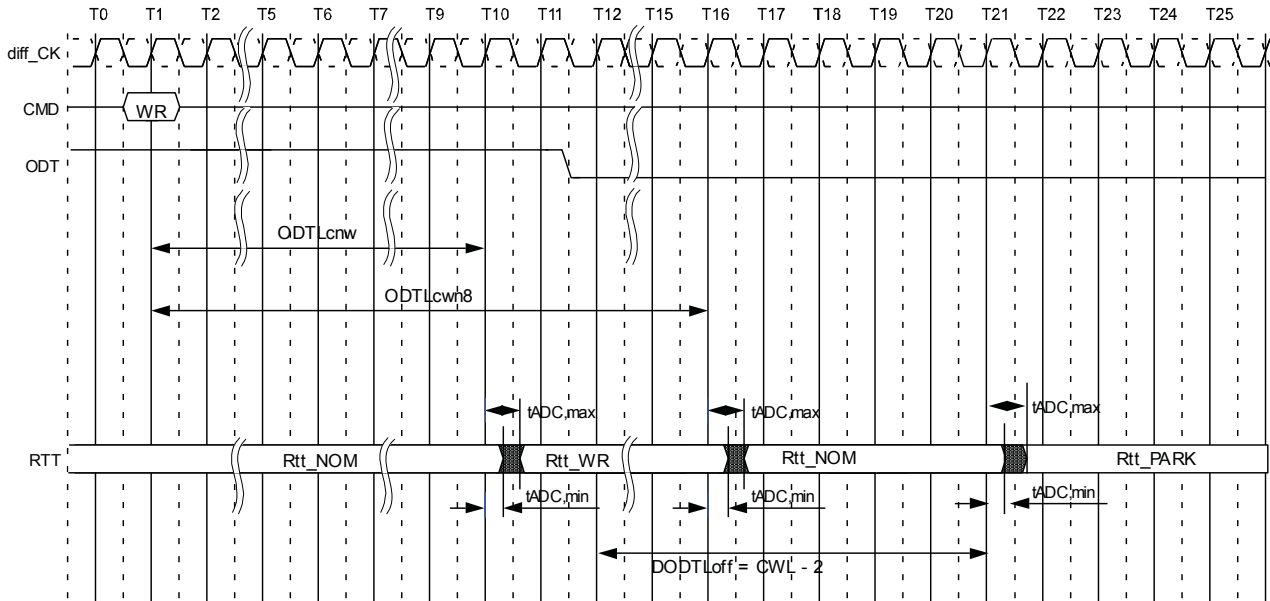 T0 T1 T2 T5 T6 T7 T9 T10 T11 T12 T15 T16 T17 T18 T19 T20 T21 T22 T23 T24 T25
diff_CK
CMD WR
ODT
ODTLcnw
ODTLcwn8
tADC,max tADC,max tADC,max
RTT Rtt_NOM Rtt_WR Rtt_NOM Rtt_PARK
tADC,min tADC,min tADC,min
DODTLoff = CWL - 2